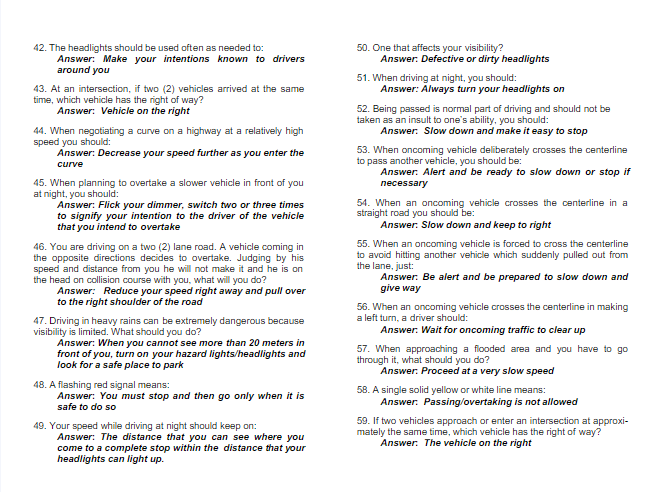 42. The headlights should be used often as needed to:
Answer: Make your intentions known to drivers
around you
43. At an intersection, if two (2) vehicles arrived at the same
time, which vehicle has the right of way?
Answer: Vehicle on the right
44. When negotiating a curve on a highway at a relatively high
speed you should:
Answer: Decrease your speed further as you enter the
curve
45. When planning to overtake a slower vehicle in front of you
at night, you should:
Answer: Flick your dimmer, switch two or three times
to signify your intention to the driver of the vehicle
that you intend to overtake
46. You are driving on a two (2) lane road. A vehicle coming in
the opposite directions decides to overtake. Judging by his
speed and distance from you he will not make it and he is on
the head on collision course with you, what will you do?
Answer: Reduce your speed right away and pull over
to the right shoulder of the road
47. Driving in heavy rains can be extremely dangerous because
visibility is limited. What should you do?
Answer: When you cannot see more than 20 meters in
front of you, turn on your hazard lights/headlights and
look for a safe place to park
48. A flashing red signal means:
Answer: You must stop and then go only when it is
safe to do so
49. Your speed while driving at night should keep on:
Answer: The distance that you can see where you
come to a complete stop within the distance that your
headlights can light up.
50. One that affects your visibility?
Answer: Defective or dirty headlights
51. When driving at night, you should:
Answer: Always turn your headlights on
52. Being passed is normal part of driving and should not be
taken as an insult to one's ability, you should:
Answer: Slow down and make it easy to stop
53. When oncoming vehicle deliberately crosses the centerline
to pass another vehicle, you should be:
Answer: Alert and be ready to slow down or stop if
necessary
54. When an oncoming vehicle crosses the centerline in a
straight road you should be:
Answer: Slow down and keep to right
55. When an oncoming vehicle is forced to cross the centerline
to avoid hitting another vehicle which suddenly pulled out from
the lane, just:
Answer: Be alert and be prepared to slow down and
give way
56. When an oncoming vehicle crosses the centerline in making
a left turn, a driver should:
Answer: Wait for oncoming traffic to clear up
57. When approaching a flooded area and you have to go
through it, what should you do?
Answer: Proceed at a very slow speed
58. A single solid yellow or white line means:
Answer: Passing/overtaking is not allowed
59. If two vehicles approach or enter an intersection at approxi-
mately the same time, which vehicle has the right of way?
Answer: The vehicle on the right